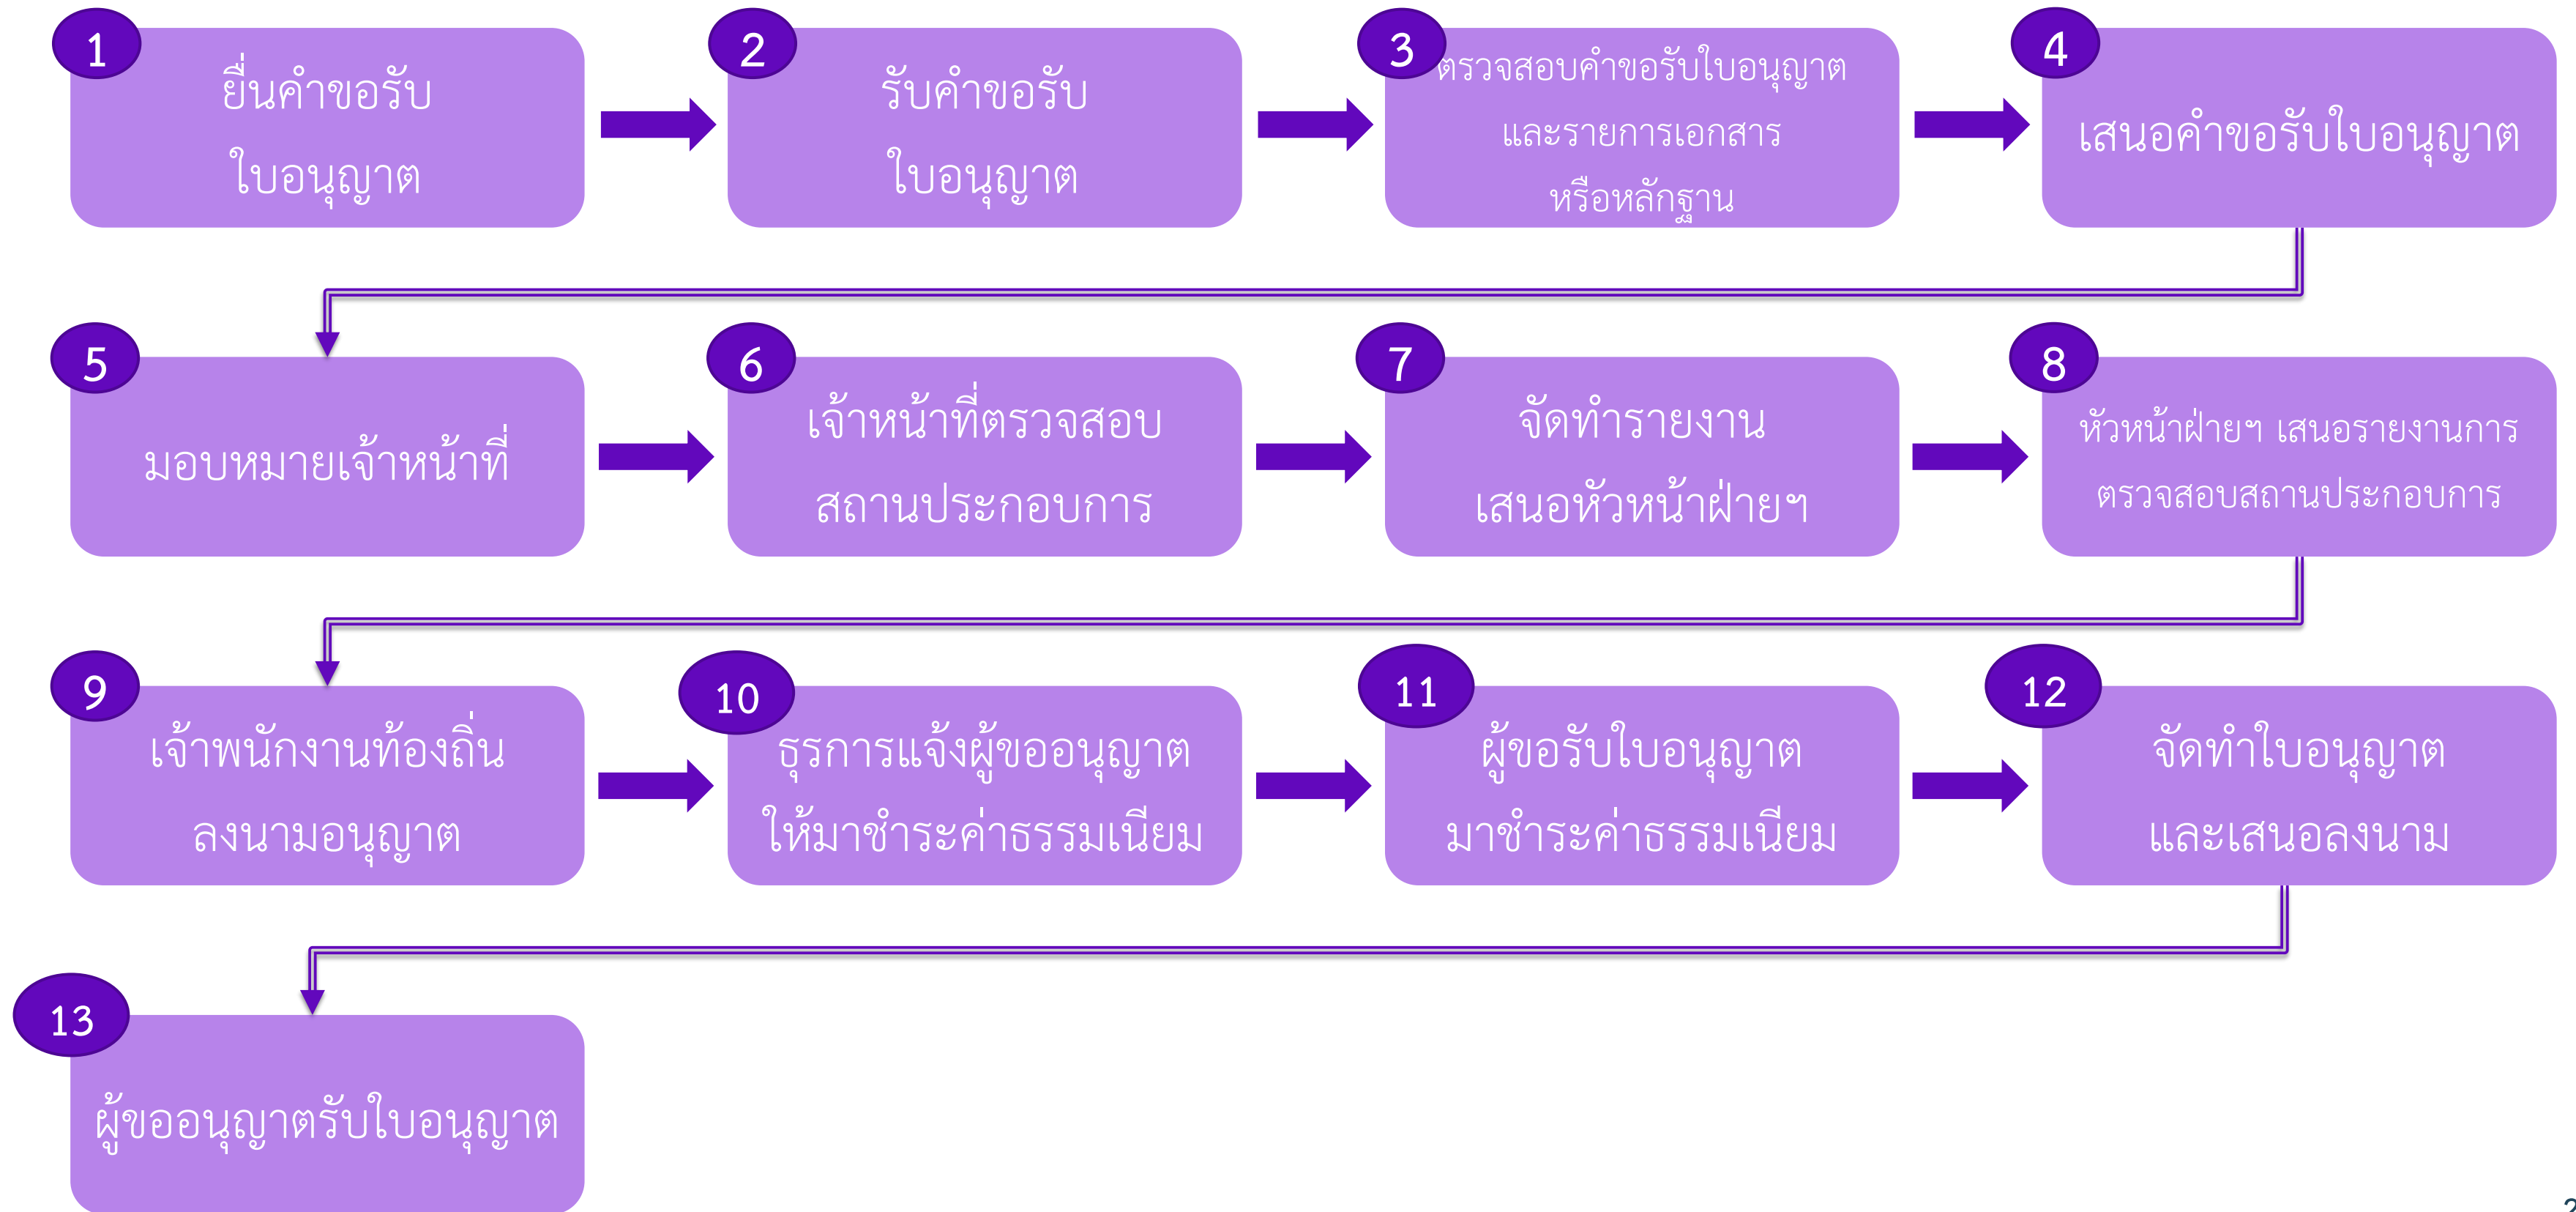 1
ยื่นคำขอรับ
ใบอนุญาต
2
รับคำขอรับ
ใบอนุญาต
3
ตรวจสอบคำขอรับใบอนุญาต
และรายการเอกสาร
หรือหลักฐาน
4
เสนอคำขอรับใบอนุญาต
5
มอบหมายเจ้าหน้าที่
6
เจ้าหน้าที่ตรวจสอบ
สถานประกอบการ
7
จัดทำรายงาน
เสนอหัวหน้าฝ่ายฯ
8
หัวหน้าฝ่ายฯ เสนอรายงานการ
ตรวจสอบสถานประกอบการ
9
เจ้าพนักงานท้องถิ่น
ลงนามอนุญาต
10
ธุรการแจ้งผู้ขออนุญาต
ให้มาชำระค่าธรรมเนียม
11
ผู้ขอรับใบอนุญาต
มาชำระค่าธรรมเนียม
12
จัดทำใบอนุญาต
และเสนอลงนาม
13
ผู้ขออนุญาตรับใบอนุญาต